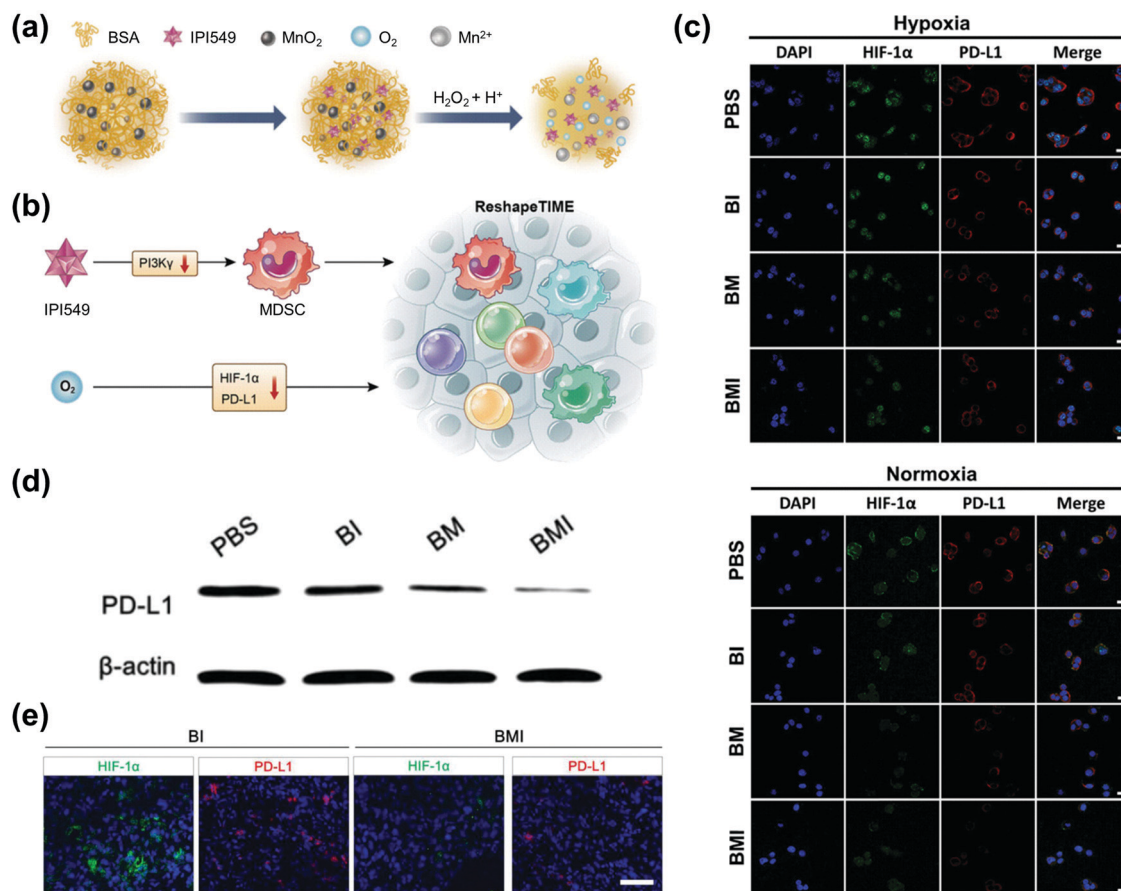 (a)
BSA IPI549 MnO₂ O₂ Mn²⁺
H₂O₂ + H⁺
(b)
ReshapeTIME
PI3Kγ
IPI549 MDSC
O₂
HIF-1α
PD-L1
(c)
Hypoxia
DAPI HIF-1α PD-L1 Merge
PBS
BI
BM
BMI
Normoxia
DAPI HIF-1α PD-L1 Merge
PBS
BI
BM
BMI
(d)
PBS BI BM BMI
PD-L1
β-actin
(e)
BI BMI
HIF-1α PD-L1 HIF-1α PD-L1